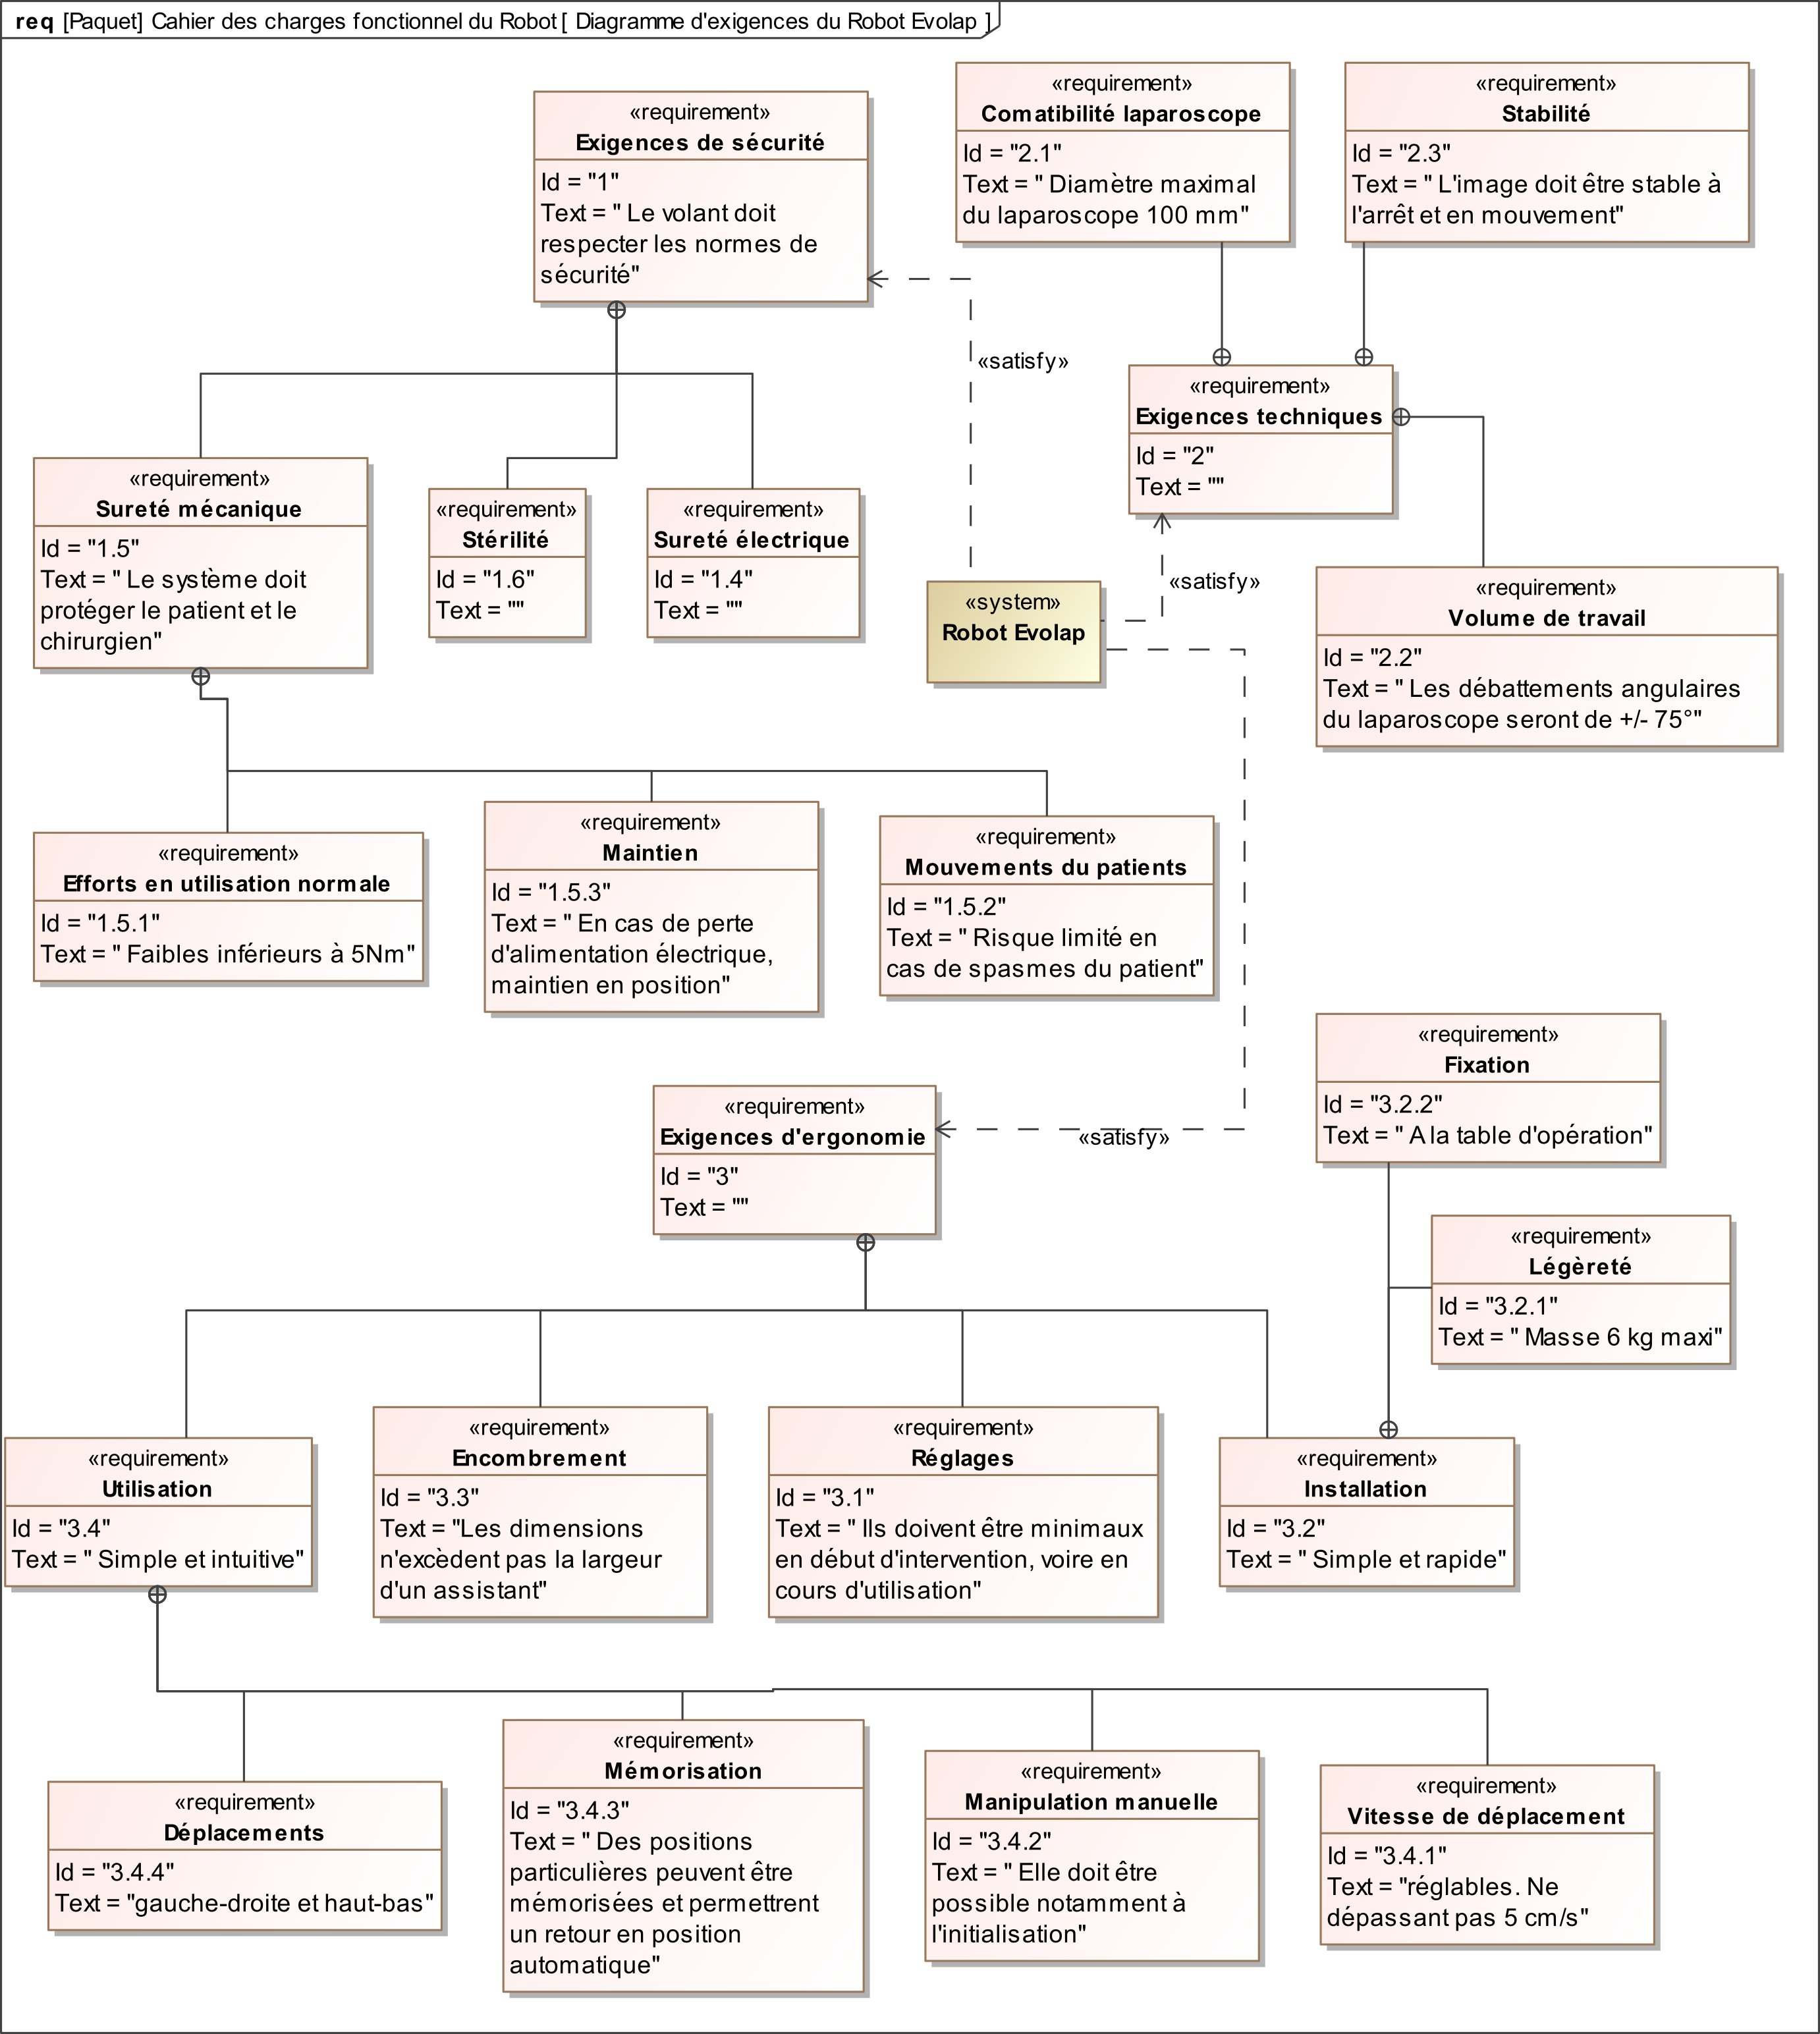 req [Paquet] Cahier des charges fonctionnel du Robot [ Diagramme d'exigences du Robot Evolap ]
«requirement»
Exigences de sécurité
Id = "1"
Text = " Le volant doit
respecter les normes de
sécurité"
«requirement»
Comatibilité laparoscope
Id = "2.1"
Text = " Diamètre maximal
du laparoscope 100 mm"
«requirement»
Stabilité
Id = "2.3"
Text = " L'image doit être stable à
l'arrêt et en mouvement"
«satisfy»
«requirement»
Exigences techniques
Id = "2"
Text = ""
«requirement»
Sureté mécanique
Id = "1.5"
Text = " Le système doit
protéger le patient et le
chirurgien"
«requirement»
Stérilité
Id = "1.6"
Text = ""
«requirement»
Sureté électrique
Id = "1.4"
Text = ""
«system»
Robot Evolap
«satisfy»
«requirement»
Volume de travail
Id = "2.2"
Text = " Les débattements angulaires
du laparoscope seront de +/- 75°"
«requirement»
Efforts en utilisation normale
Id = "1.5.1"
Text = " Faibles inférieurs à 5Nm"
«requirement»
Maintien
Id = "1.5.3"
Text = " En cas de perte
d'alimentation électrique,
maintien en position"
«requirement»
Mouvements du patients
Id = "1.5.2"
Text = " Risque limité en
cas de spasmes du patient"
«requirement»
Fixation
Id = "3.2.2"
Text = " A la table d'opération"
«requirement»
Exigences d'ergonomie
Id = "3"
Text = ""
«satisfy»
«requirement»
Légèreté
Id = "3.2.1"
Text = " Masse 6 kg maxi"
«requirement»
Utilisation
Id = "3.4"
Text = " Simple et intuitive"
«requirement»
Encombrement
Id = "3.3"
Text = "Les dimensions
n'excèdent pas la largeur
d'un assistant"
«requirement»
Réglages
Id = "3.1"
Text = " Ils doivent être minimaux
en début d'intervention, voire en
cours d'utilisation"
«requirement»
Installation
Id = "3.2"
Text = " Simple et rapide"
«requirement»
Déplacements
Id = "3.4.4"
Text = "gauche-droite et haut-bas"
«requirement»
Mémorisation
Id = "3.4.3"
Text = " Des positions
particulières peuvent être
mémorisées et permettrent
un retour en position
automatique"
«requirement»
Manipulation manuelle
Id = "3.4.2"
Text = " Elle doit être
possible notamment à
l'initialisation"
«requirement»
Vitesse de déplacement
Id = "3.4.1"
Text = "réglables. Ne
dépassant pas 5 cm/s"